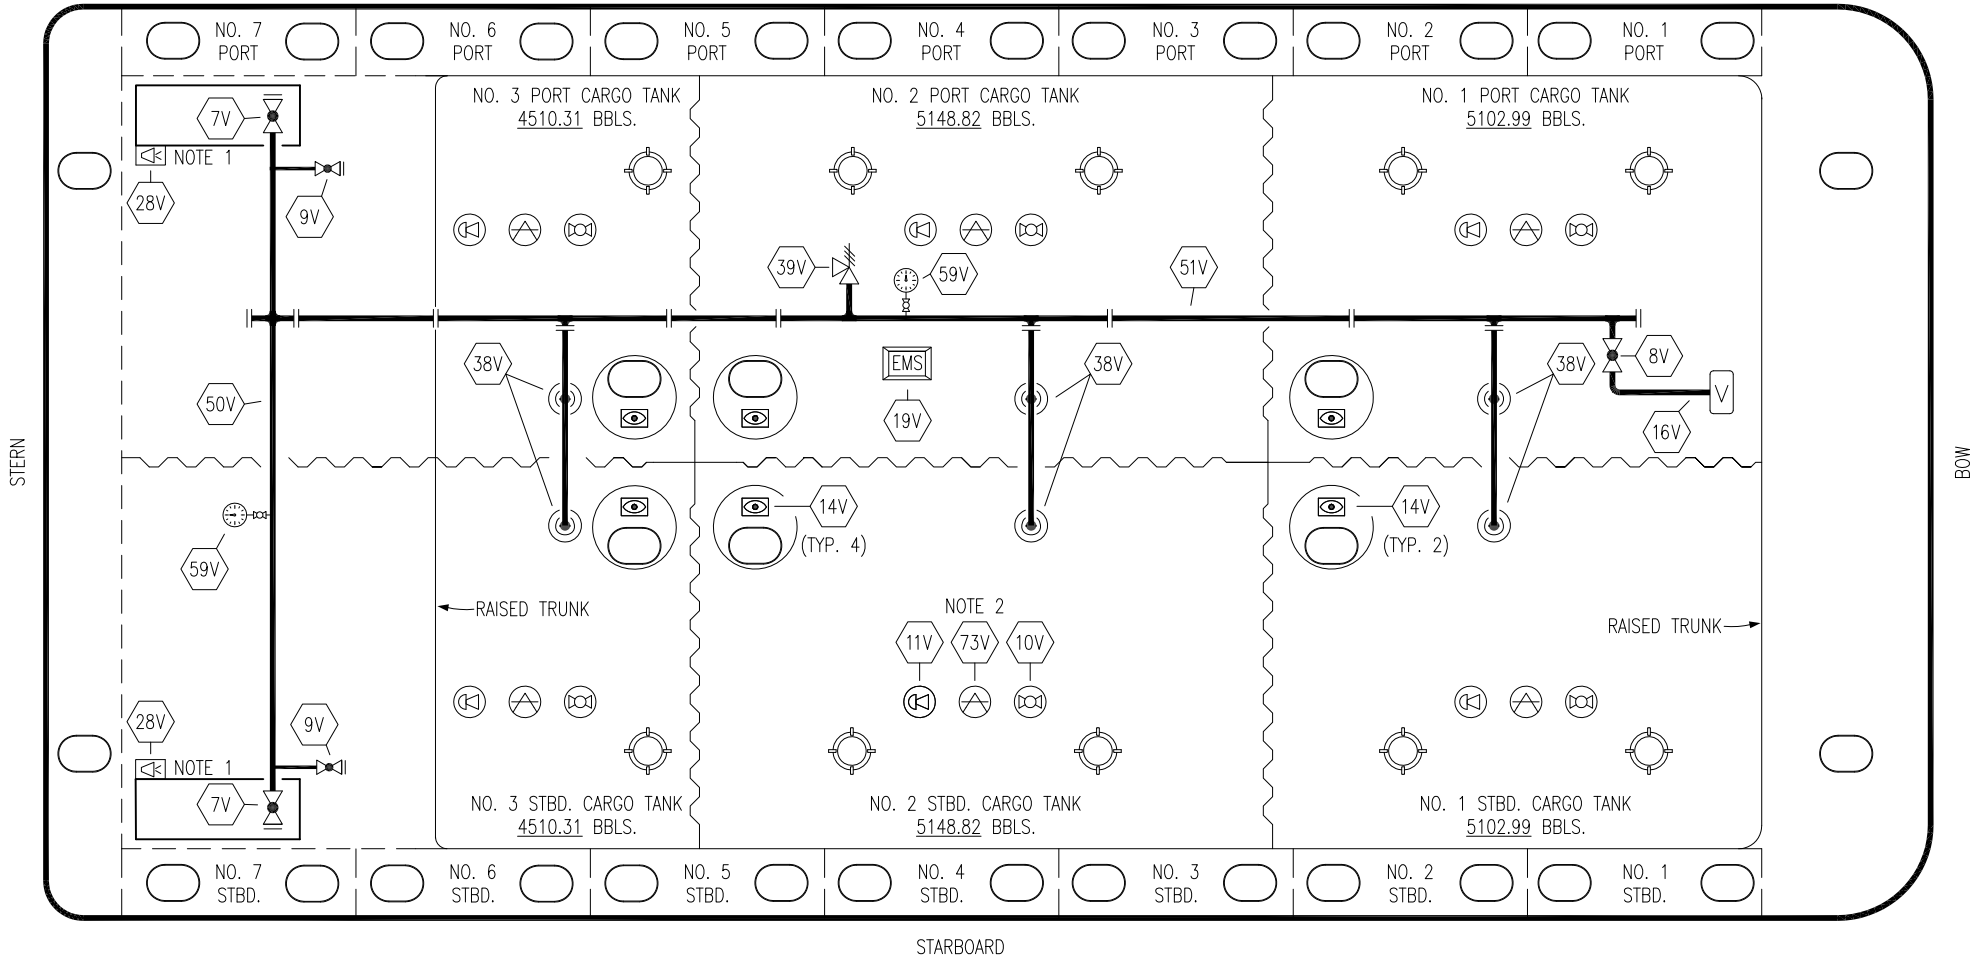 NO. 7
PORT
NO. 6
PORT
NO. 5
PORT
NO. 4
PORT
NO. 3
PORT
NO. 2
PORT
NO. 1
PORT
NO. 3 PORT CARGO TANK
4510.31 BBLS.
NO. 2 PORT CARGO TANK
5148.82 BBLS.
NO. 1 PORT CARGO TANK
5102.99 BBLS.
7V
NOTE 1
28V
9V
39V
59V
51V
38V
EMS
38V
38V
8V
V
50V
19V
16V
STERN
BOW
14V
(TYP. 4)
14V
(TYP. 2)
59V
RAISED TRUNK
NOTE 2
RAISED TRUNK
11V
73V
10V
28V
9V
NOTE 1
7V
NO. 3 STBD. CARGO TANK
4510.31 BBLS.
NO. 2 STBD. CARGO TANK
5148.82 BBLS.
NO. 1 STBD. CARGO TANK
5102.99 BBLS.
NO. 7
STBD.
NO. 6
STBD.
NO. 5
STBD.
NO. 4
STBD.
NO. 3
STBD.
NO. 2
STBD.
NO. 1
STBD.
STARBOARD